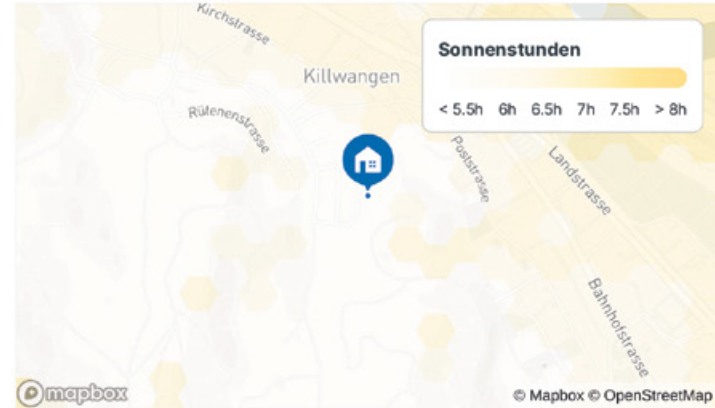 Kirchstrasse
Sonnenstunden
Killwangen
< 5.5h 6h 6.5h 7h 7.5h > 8h
Rütenenstrasse
Poststrasse
Landstrasse
Bahnhofstrasse
mapbox
© Mapbox © OpenStreetMap